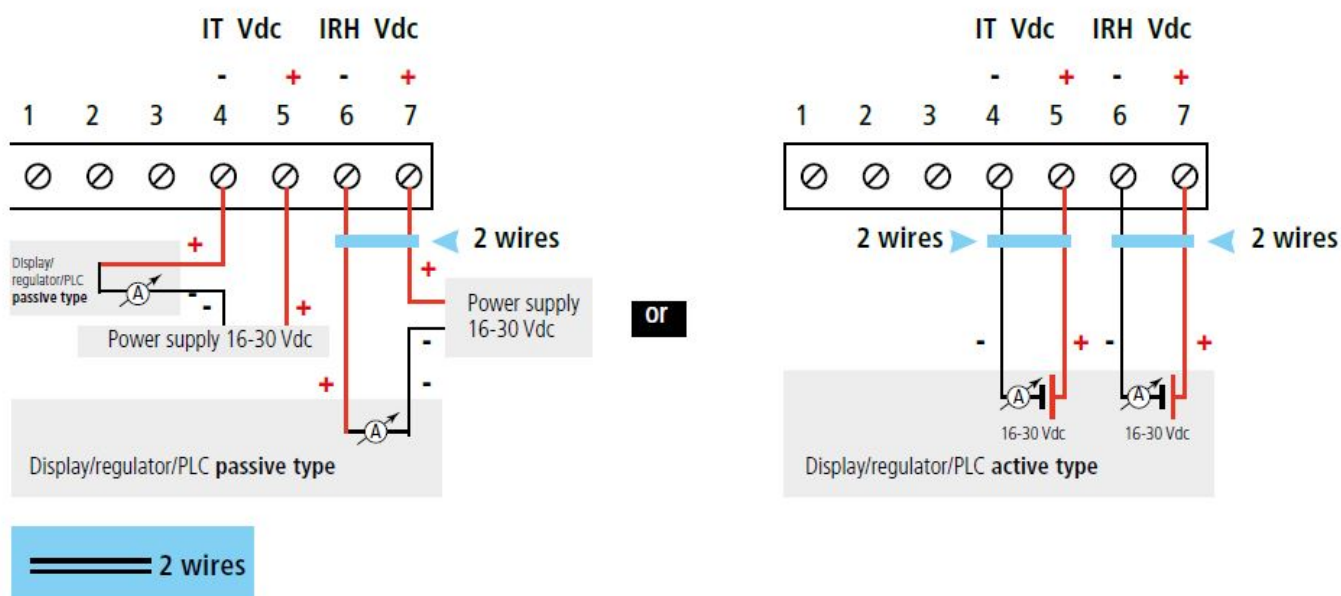 IT Vdc IRH Vdc
- + - +
1 2 3 4 5 6 7
2 wires
+
Display/
regulator/PLC
passive type
A
-
-
+
Power supply 16-30 Vdc
+
Power supply
16-30 Vdc
-
+
-
A
Display/regulator/PLC passive type
2 wires
or
IT Vdc IRH Vdc
- + - +
1 2 3 4 5 6 7
2 wires 2 wires
- + - +
A A
16-30 Vdc 16-30 Vdc
Display/regulator/PLC active type